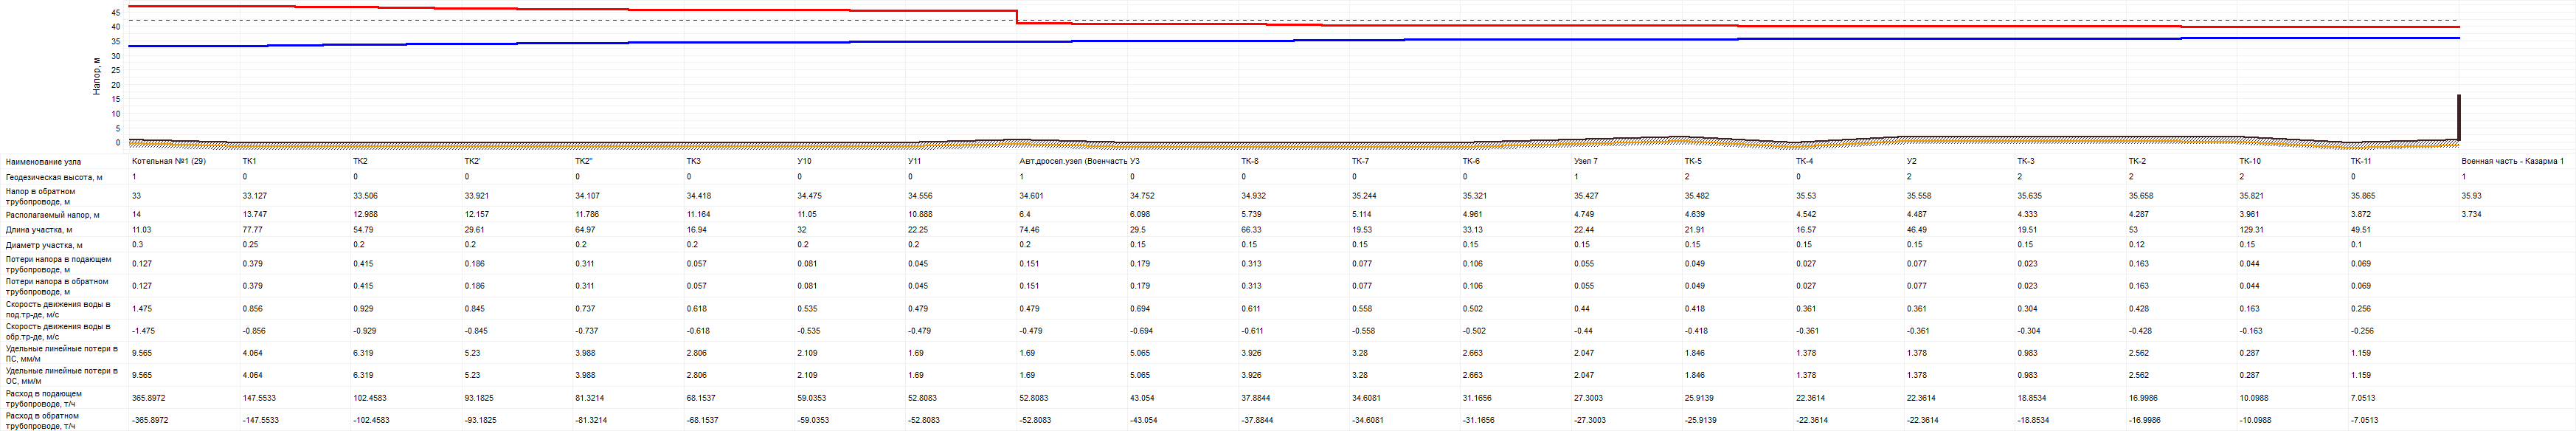 45
40
35
30
25
20
15
10
5
0
Напор, м
Наименование узла Котельная №1 (29) ТК1 ТК2 ТК2' ТК2" ТК3 У10 У11 Авт.дросел.узел (Военчасть У3 ТК-8 ТК-7 ТК-6 Узел 7 ТК-5 ТК-4 У2 ТК-3 ТК-2 ТК-10 ТК-11 Военная часть - Казарма 1
Геодезическая высота, м 1 0 0 0 0 0 0 0 1 0 0 0 0 1 2 0 2 2 2 2 0 1
Напор в обратном
трубопроводе, м 33 33.127 33.506 33.921 34.107 34.418 34.475 34.556 34.601 34.752 34.932 35.244 35.321 35.427 35.482 35.53 35.558 35.635 35.658 35.821 35.865 35.93
Располагаемый напор, м 14 13.747 12.988 12.157 11.786 11.164 11.05 10.888 6.4 6.098 5.739 5.114 4.961 4.749 4.639 4.542 4.487 4.333 4.287 3.961 3.872 3.734
Длина участка, м 11.03 77.77 54.79 29.61 64.97 16.94 32 22.25 74.46 29.5 66.33 19.53 33.13 22.44 21.91 16.57 46.49 19.51 53 129.31 49.51
Диаметр участка, м 0.3 0.25 0.2 0.2 0.2 0.2 0.2 0.2 0.2 0.15 0.15 0.15 0.15 0.15 0.15 0.15 0.15 0.15 0.12 0.15 0.1
Потери напора в подающем
трубопроводе, м 0.127 0.379 0.415 0.186 0.311 0.057 0.081 0.045 0.151 0.179 0.313 0.077 0.106 0.055 0.049 0.027 0.077 0.023 0.163 0.044 0.069
Потери напора в обратном
трубопроводе, м 0.127 0.379 0.415 0.186 0.311 0.057 0.081 0.045 0.151 0.179 0.313 0.077 0.106 0.055 0.049 0.027 0.077 0.023 0.163 0.044 0.069
Скорость движения воды в
под.тр-де, м/с 1.475 0.856 0.929 0.845 0.737 0.618 0.535 0.479 0.479 0.694 0.611 0.558 0.502 0.44 0.418 0.361 0.361 0.304 0.428 0.163 0.256
Скорость движения воды в
обр.тр-де, м/с -1.475 -0.856 -0.929 -0.845 -0.737 -0.618 -0.535 -0.479 -0.479 -0.694 -0.611 -0.558 -0.502 -0.44 -0.418 -0.361 -0.361 -0.304 -0.428 -0.163 -0.256
Удельные линейные потери в
ПС, мм/м 9.565 4.064 6.319 5.23 3.988 2.806 2.109 1.69 1.69 5.065 3.926 3.28 2.663 2.047 1.846 1.378 1.378 0.983 2.562 0.287 1.159
Удельные линейные потери в
ОС, мм/м 9.565 4.064 6.319 5.23 3.988 2.806 2.109 1.69 1.69 5.065 3.926 3.28 2.663 2.047 1.846 1.378 1.378 0.983 2.562 0.287 1.159
Расход в подающем
трубопроводе, т/ч 365.8972 147.5533 102.4583 93.1825 81.3214 68.1537 59.0353 52.8083 52.8083 43.054 37.8844 34.6081 31.1656 27.3003 25.9139 22.3614 22.3614 18.8534 16.9986 10.0988 7.0513
Расход в обратном
трубопроводе, т/ч -365.8972 -147.5533 -102.4583 -93.1825 -81.3214 -68.1537 -59.0353 -52.8083 -52.8083 -43.054 -37.8844 -34.6081 -31.1656 -27.3003 -25.9139 -22.3614 -22.3614 -18.8534 -16.9986 -10.0988 -7.0513